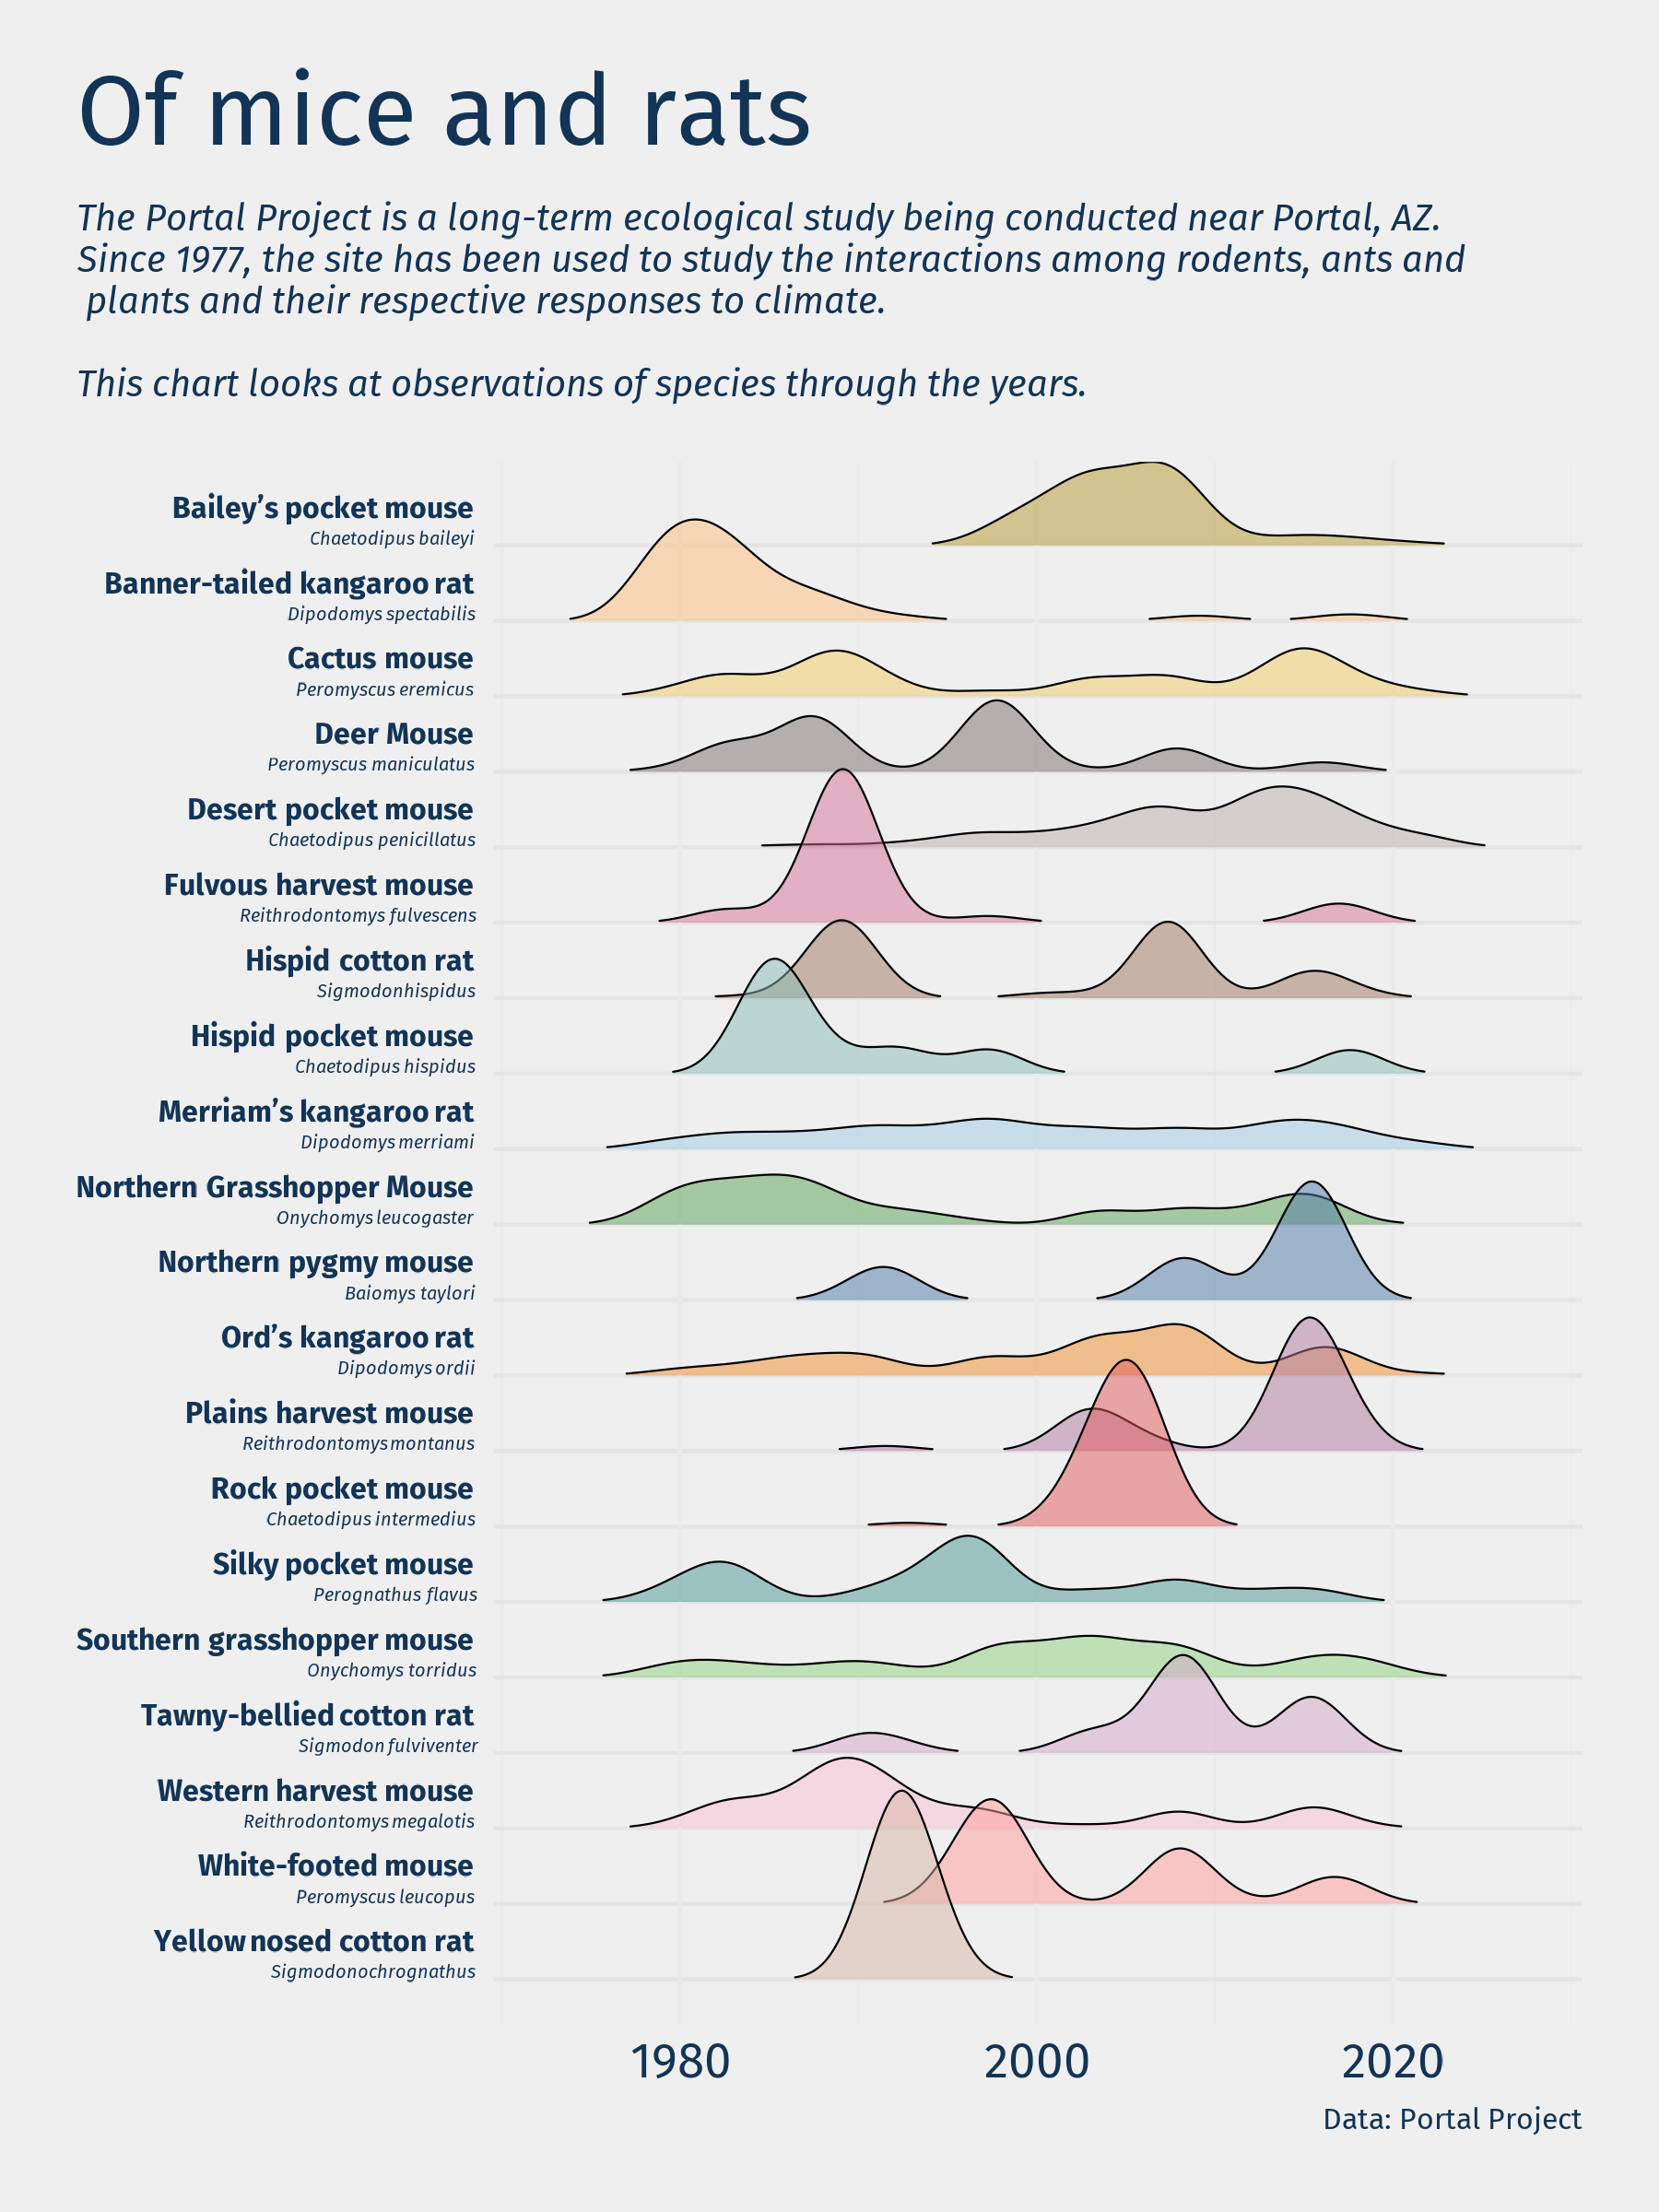 Of mice and rats
The Portal Project is a long-term ecological study being conducted near Portal, AZ.
Since 1977, the site has been used to study the interactions among rodents, ants and
plants and their respective responses to climate.
This chart looks at observations of species through the years.
Bailey’s pocket mouse
Chaetodipus baileyi
Banner-tailed kangaroo rat
Dipodomys spectabilis
Cactus mouse
Peromyscus eremicus
Deer Mouse
Peromyscus maniculatus
Desert pocket mouse
Chaetodipus penicillatus
Fulvous harvest mouse
Reithrodontomys fulvescens
Hispid cotton rat
Sigmodon hispidus
Hispid pocket mouse
Chaetodipus hispidus
Merriam’s kangaroo rat
Dipodomys merriami
Northern Grasshopper Mouse
Onychomys leucogaster
Northern pygmy mouse
Baiomys taylori
Ord’s kangaroo rat
Dipodomys ordii
Plains harvest mouse
Reithrodontomys montanus
Rock pocket mouse
Chaetodipus intermedius
Silky pocket mouse
Perognathus flavus
Southern grasshopper mouse
Onychomys torridus
Tawny-bellied cotton rat
Sigmodon fulviventer
Western harvest mouse
Reithrodontomys megalotis
White-footed mouse
Peromyscus leucopus
Yellow nosed cotton rat
Sigmodon ochrognathus
1980 2000 2020
Data: Portal Project